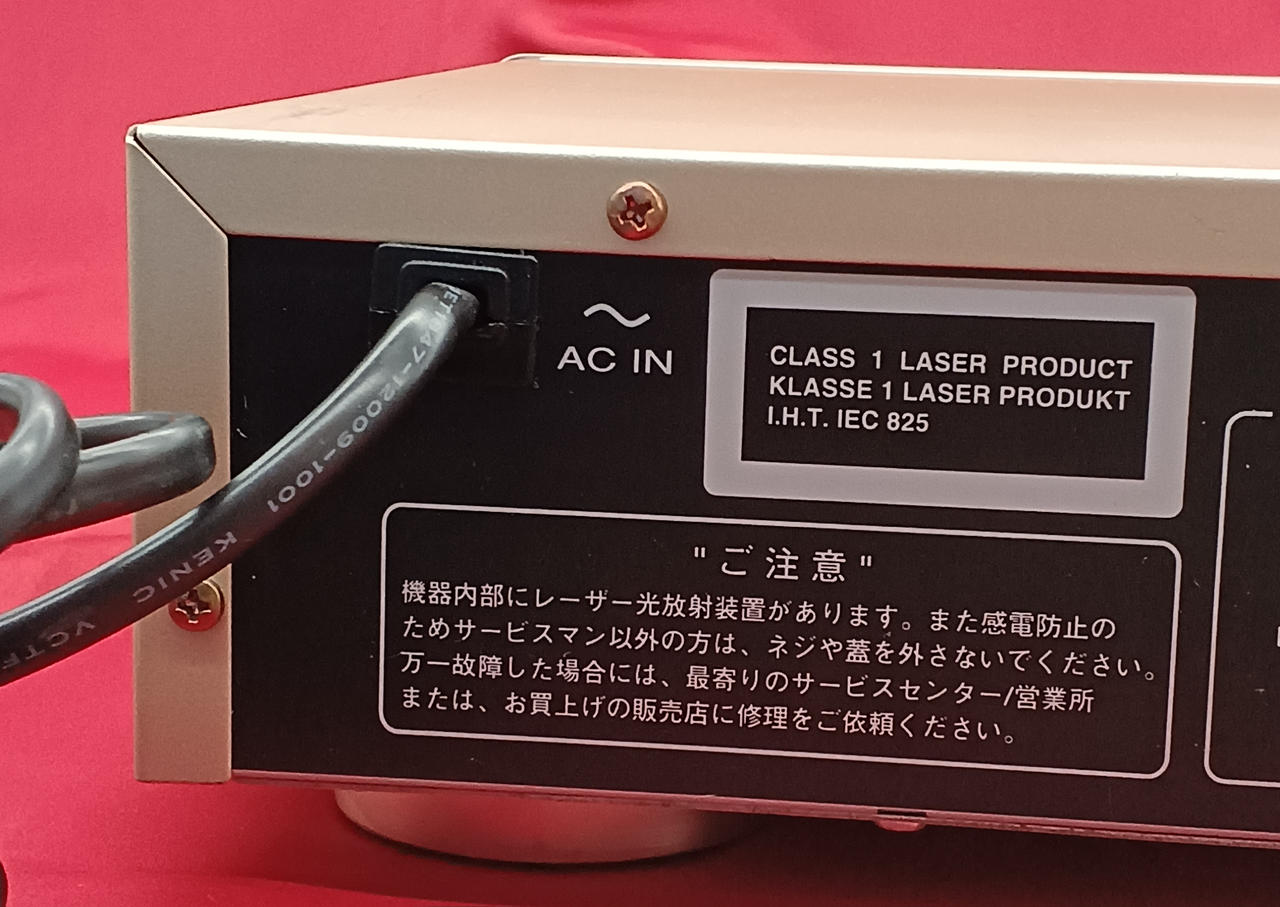 ~
AC IN
CLASS 1 LASER PRODUCT
KLASSE 1 LASER PRODUKT
I.H.T. IEC 825
"ご注意"
機器内部にレーザー光放射装置があります。また感電防止の
ためサービスマン以外の方は、ネジや蓋を外さないでください。
万一故障した場合には、最寄りのサービスセンター/営業所
または、お買上げの販売店に修理をご依頼ください。
-12009-1001 KENIC VCTF